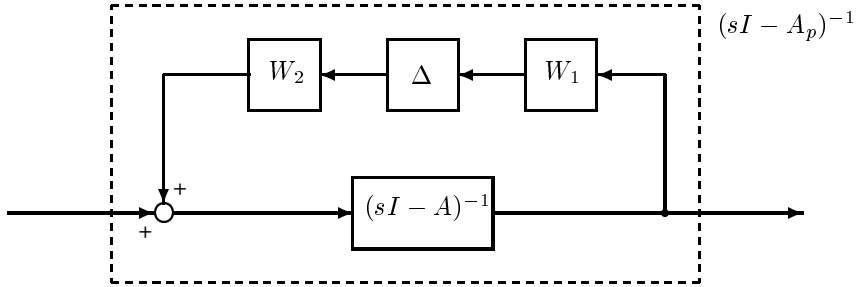 (sI − A_p)^{−1}
W_2
Δ
W_1
+
(sI − A)^{−1}
+